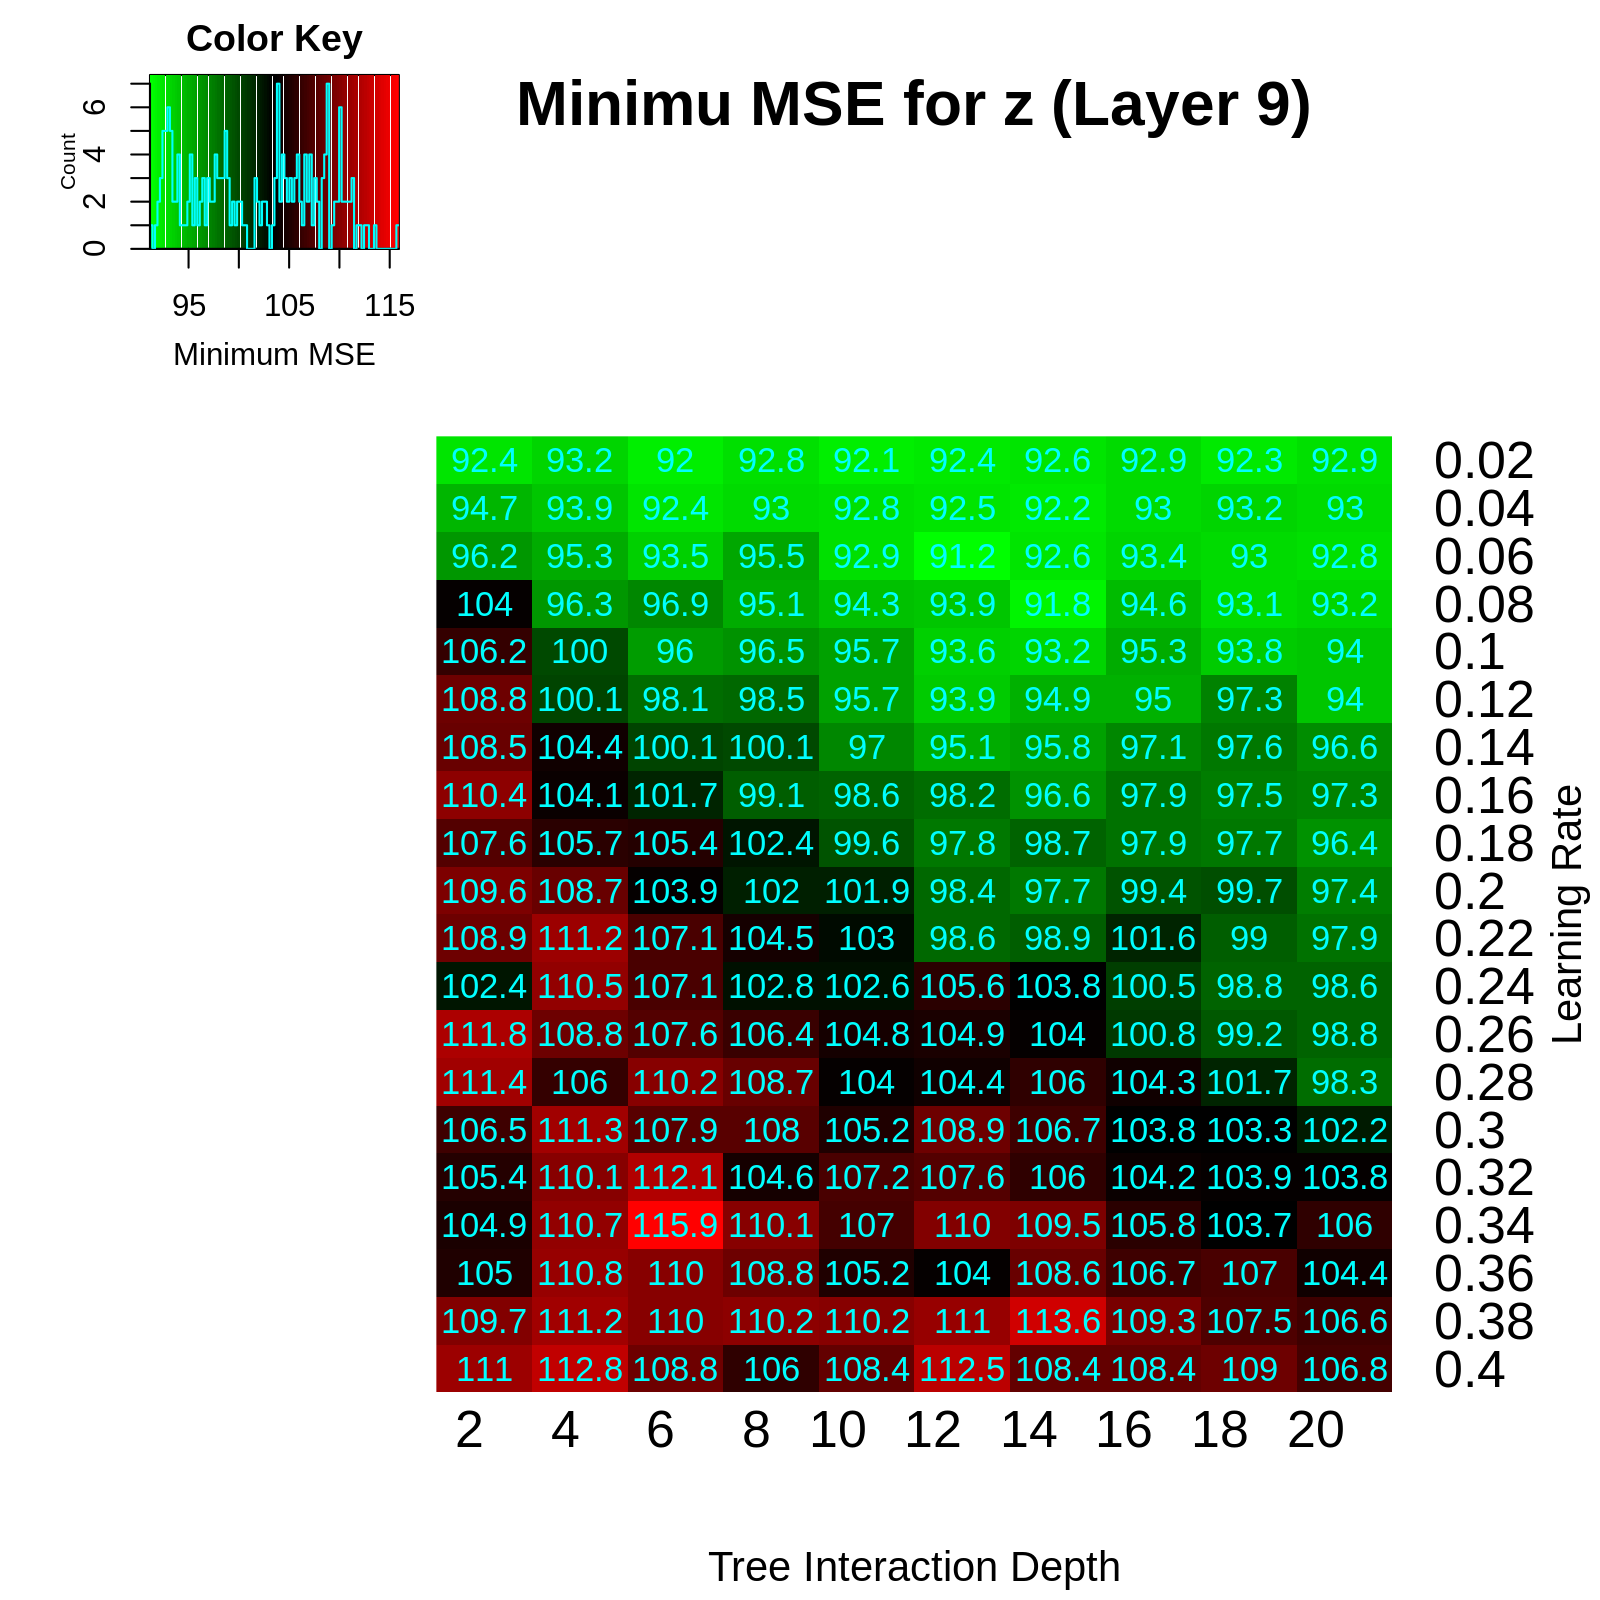 Color Key
Minimu MSE for z (Layer 9)
Count
0 2 4 6
95 105 115
Minimum MSE
92.4 93.2 92 92.8 92.1 92.4 92.6 92.9 92.3 92.9 0.02
94.7 93.9 92.4 93 92.8 92.5 92.2 93 93.2 93 0.04
96.2 95.3 93.5 95.5 92.9 91.2 92.6 93.4 93 92.8 0.06
104 96.3 96.9 95.1 94.3 93.9 91.8 94.6 93.1 93.2 0.08
106.2 100 96 96.5 95.7 93.6 93.2 95.3 93.8 94 0.1
108.8 100.1 98.1 98.5 95.7 93.9 94.9 95 97.3 94 0.12
108.5 104.4 100.1 100.1 97 95.1 95.8 97.1 97.6 96.6 0.14
110.4 104.1 101.7 99.1 98.6 98.2 96.6 97.9 97.5 97.3 0.16
107.6 105.7 105.4 102.4 99.6 97.8 98.7 97.9 97.7 96.4 0.18
109.6 108.7 103.9 102 101.9 98.4 97.7 99.4 99.7 97.4 0.2
108.9 111.2 107.1 104.5 103 98.6 98.9 101.6 99 97.9 0.22
102.4 110.5 107.1 102.8 102.6 105.6 103.8 100.5 98.8 98.6 0.24
111.8 108.8 107.6 106.4 104.8 104.9 104 100.8 99.2 98.8 0.26
111.4 106 110.2 108.7 104 104.4 106 104.3 101.7 98.3 0.28
106.5 111.3 107.9 108 105.2 108.9 106.7 103.8 103.3 102.2 0.3
105.4 110.1 112.1 104.6 107.2 107.6 106 104.2 103.9 103.8 0.32
104.9 110.7 115.9 110.1 107 110 109.5 105.8 103.7 106 0.34
105 110.8 110 108.8 105.2 104 108.6 106.7 107 104.4 0.36
109.7 111.2 110 110.2 110.2 111 113.6 109.3 107.5 106.6 0.38
111 112.8 108.8 106 108.4 112.5 108.4 108.4 109 106.8 0.4
Learning Rate
2 4 6 8 10 12 14 16 18 20
Tree Interaction Depth